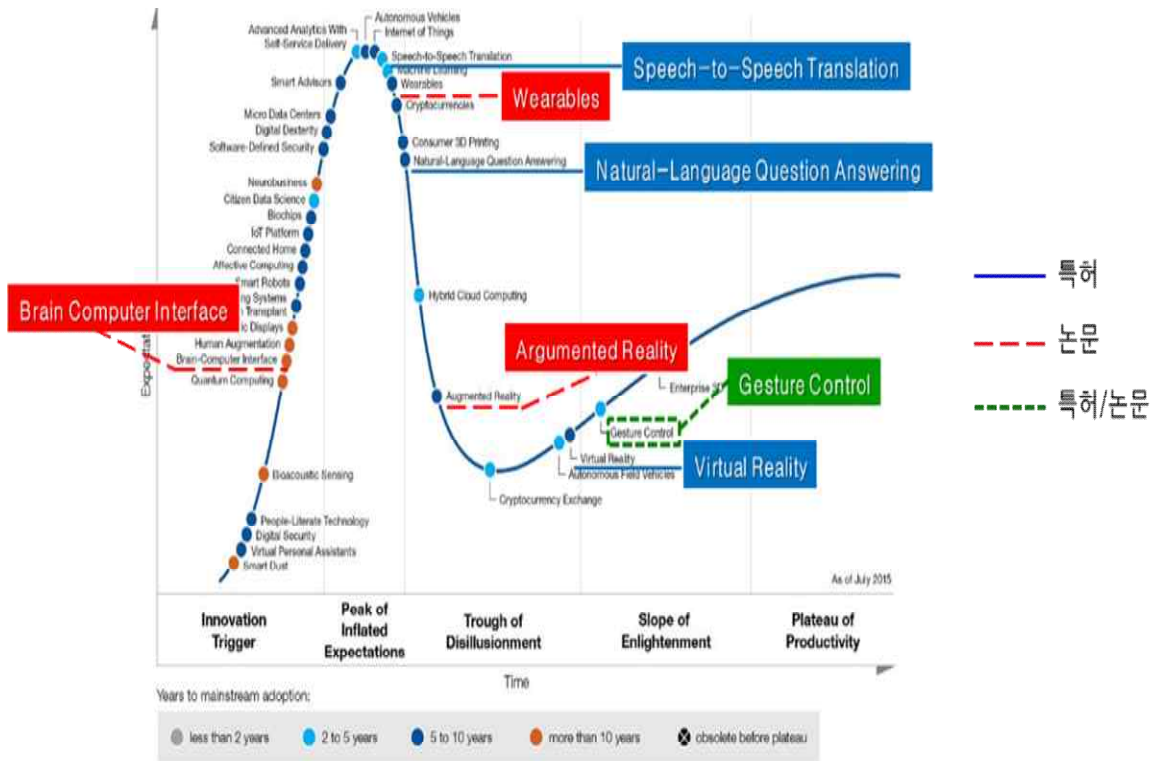 Autonomous Vehicles
Advanced Analytics With
Self-Service Delivery
Internet of Things
Speech-to-Speech Translation
Machine Learning
Wearables
Smart Advisors
Cryptocurrencies
Micro Data Centers
Digital Dexterity
Software-Defined Security
Consumer 3D Printing
Natural-Language Question Answering
Neurobusiness
Citizen Data Science
Biochips
IoT Platform
Connected Home
Affective Computing
Smart Robots
Systems
Transplant
Displays
Human Augmentation
Brain-Computer Interface
Quantum Computing
Hybrid Cloud Computing
Augmented Reality
Enterprise 3D
Gesture Control
Virtual Reality
Autonomous Field Vehicles
Cryptocurrency Exchange
Bioacoustic Sensing
People-Literate Technology
Digital Security
Virtual Personal Assistants
Smart Dust
Speech-to-Speech Translation
Wearables
Natural-Language Question Answering
Brain Computer Interface
Argumented Reality
Gesture Control
Virtual Reality
특허
논문
특허/논문
As of July 2015
Innovation
Trigger
Peak of
Inflated
Expectations
Trough of
Disillusionment
Slope of
Enlightenment
Plateau of
Productivity
Time
Years to mainstream adoption:
less than 2 years
2 to 5 years
5 to 10 years
more than 10 years
obsolete before plateau